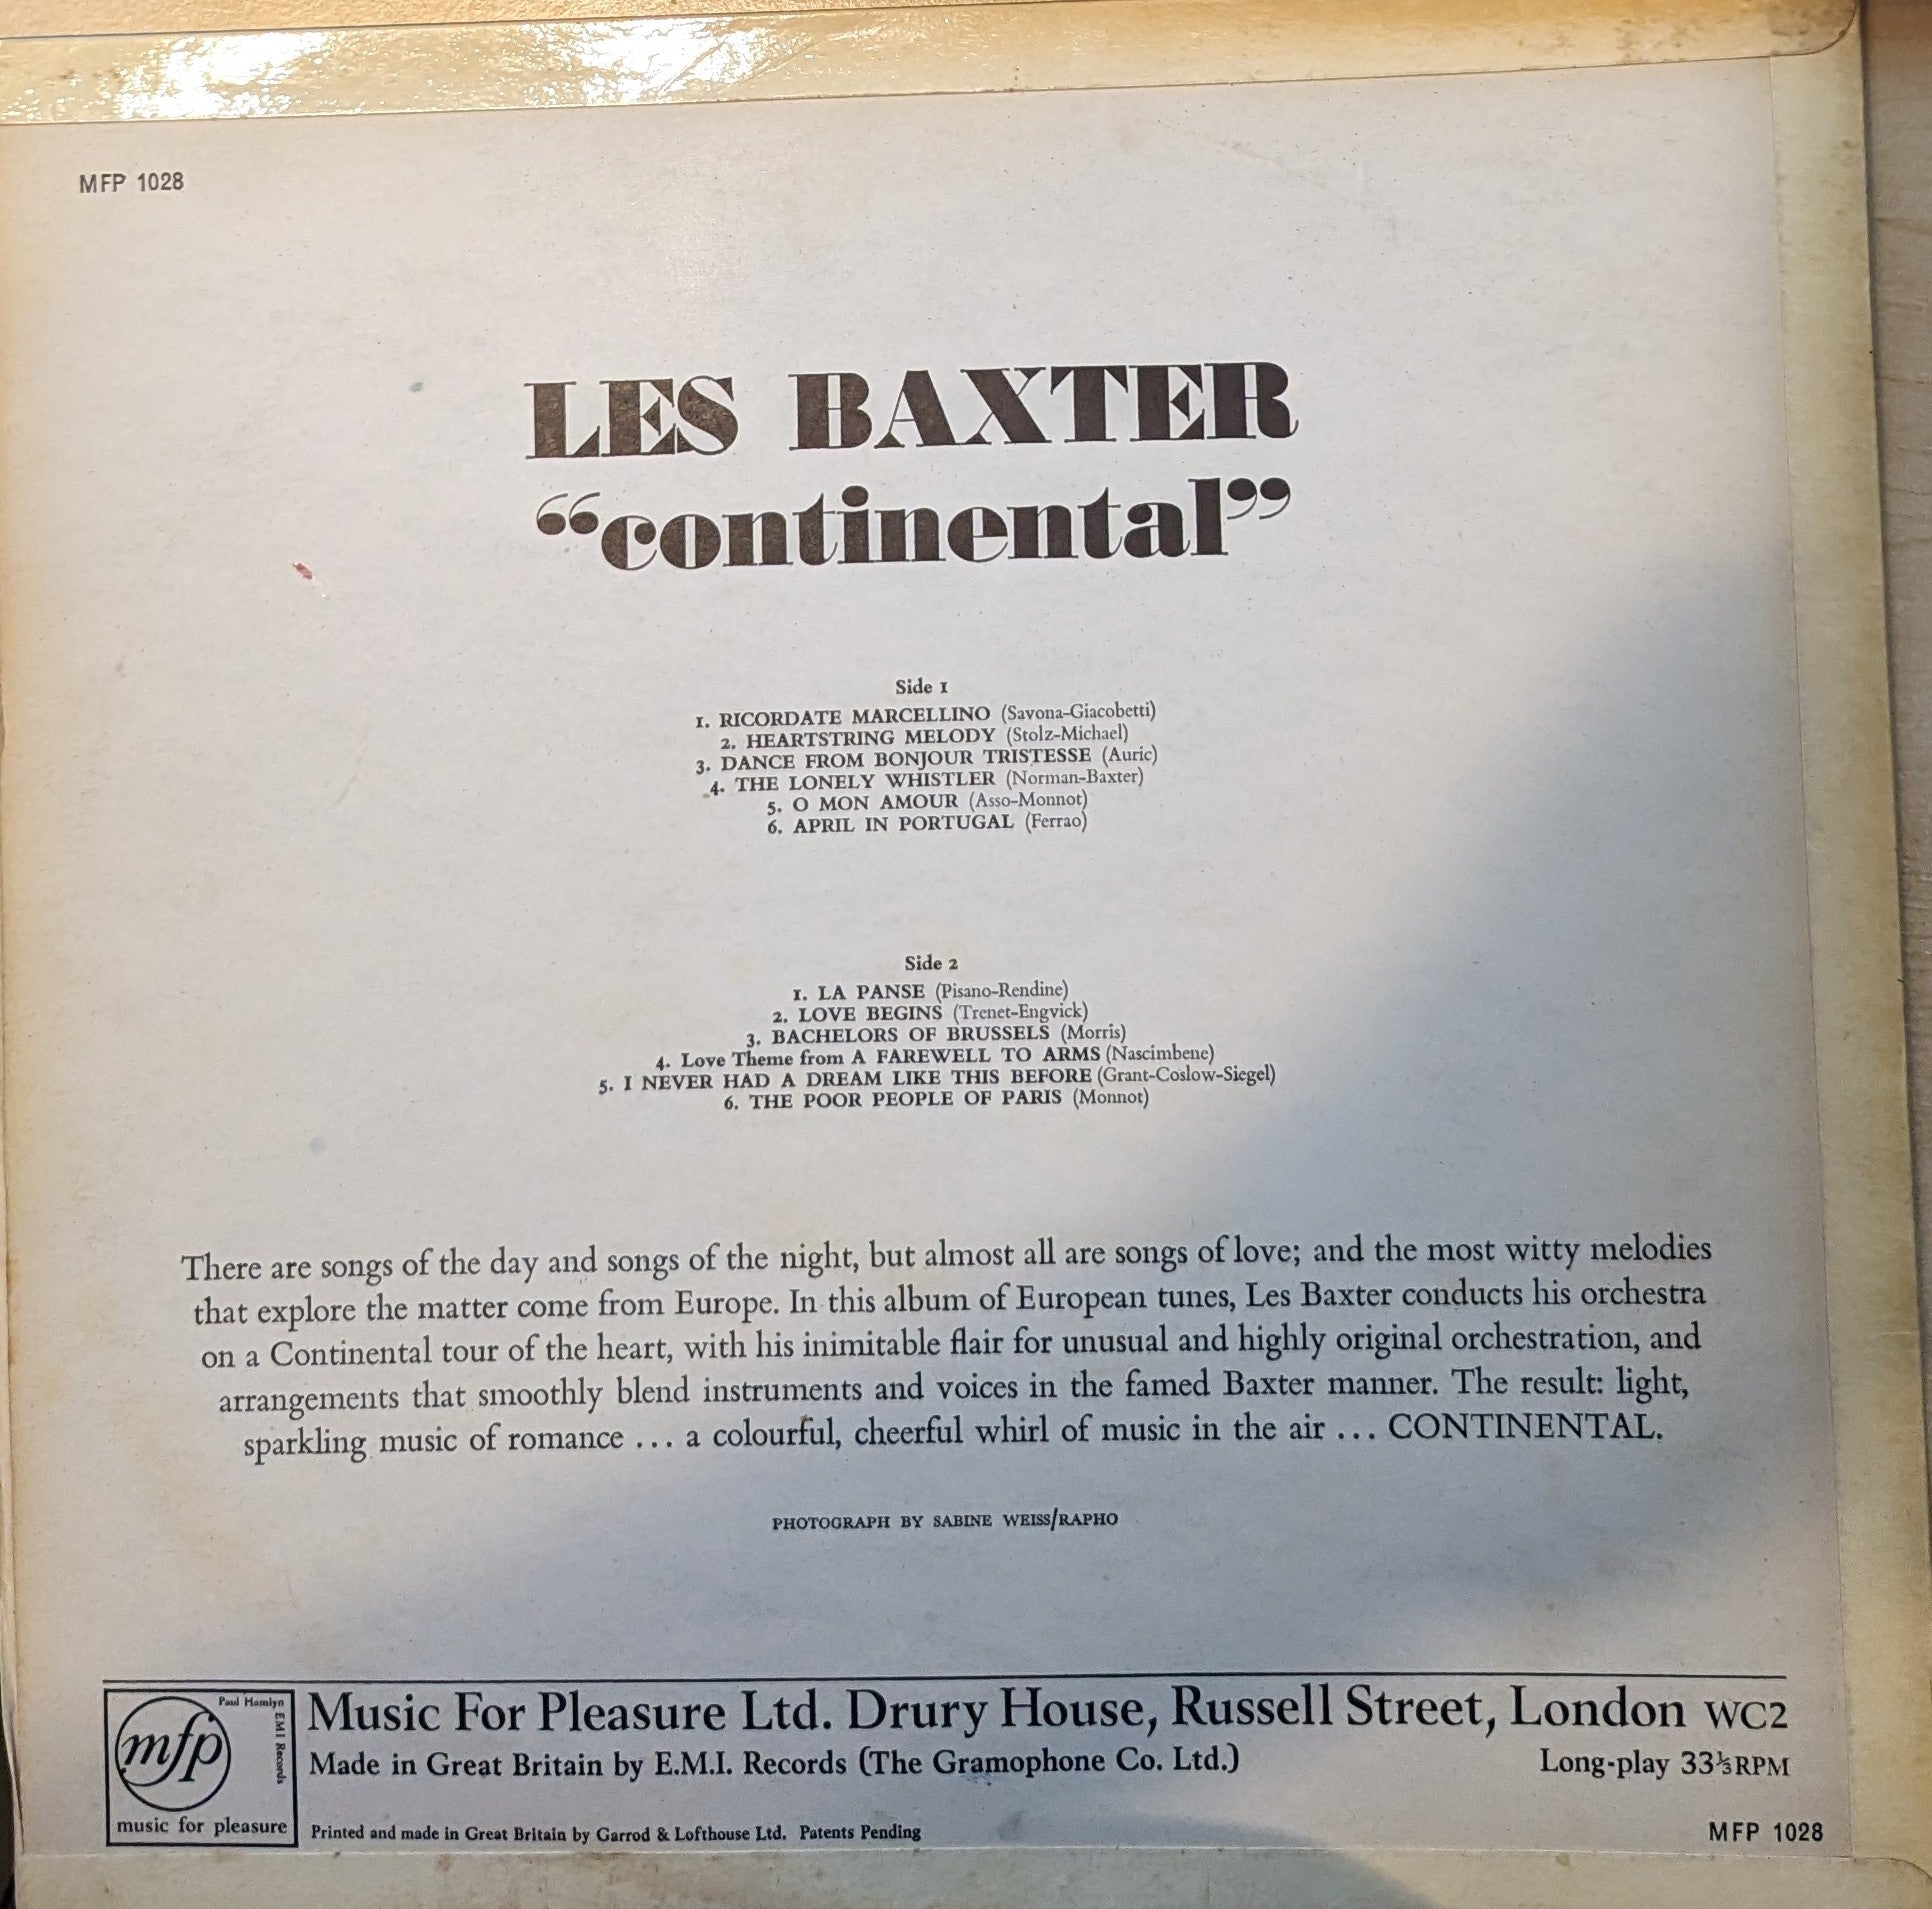 MFP 1028
LES BAXTER
“continental”
Side 1
1. RICORDATE MARCELLINO (Savona-Giacobetti)
2. HEARTSTRING MELODY (Stolz-Michael)
3. DANCE FROM BONJOUR TRISTESSE (Auric)
4. THE LONELY WHISTLER (Norman-Baxter)
5. O MON AMOUR (Asso-Monnot)
6. APRIL IN PORTUGAL (Ferrao)
Side 2
1. LA PANSE (Pisano-Rendine)
2. LOVE BEGINS (Trenet-Engvick)
3. BACHELORS OF BRUSSELS (Morris)
4. Love Theme from A FAREWELL TO ARMS (Nascimbene)
5. I NEVER HAD A DREAM LIKE THIS BEFORE (Grant-Coslow-Siegel)
6. THE POOR PEOPLE OF PARIS (Monnot)
There are songs of the day and songs of the night, but almost all are songs of love; and the most witty melodies
that explore the matter come from Europe. In this album of European tunes, Les Baxter conducts his orchestra
on a Continental tour of the heart, with his inimitable flair for unusual and highly original orchestration, and
arrangements that smoothly blend instruments and voices in the famed Baxter manner. The result: light,
sparkling music of romance ... a colourful, cheerful whirl of music in the air ... CONTINENTAL.
PHOTOGRAPH BY SABINE WEISS/RAPHO
Paul Hamlyn
EMI Records
mfp
music for pleasure
Music For Pleasure Ltd. Drury House, Russell Street, London WC2
Made in Great Britain by E.M.I. Records (The Gramophone Co. Ltd.)
Long-play 33⅓ RPM
Printed and made in Great Britain by Garrod & Lofthouse Ltd. Patents Pending
MFP 1028